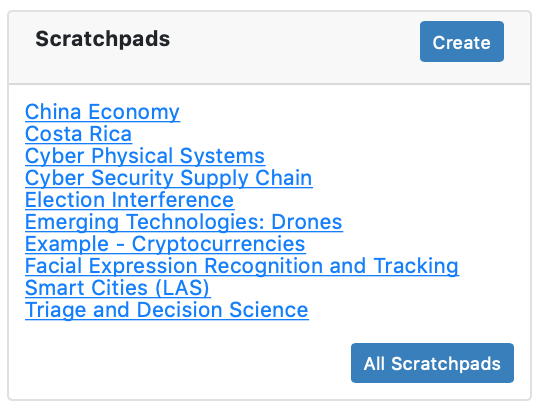 Scratchpads
Create
China Economy
Costa Rica
Cyber Physical Systems
Cyber Security Supply Chain
Election Interference
Emerging Technologies: Drones
Example - Cryptocurrencies
Facial Expression Recognition and Tracking
Smart Cities (LAS)
Triage and Decision Science
All Scratchpads